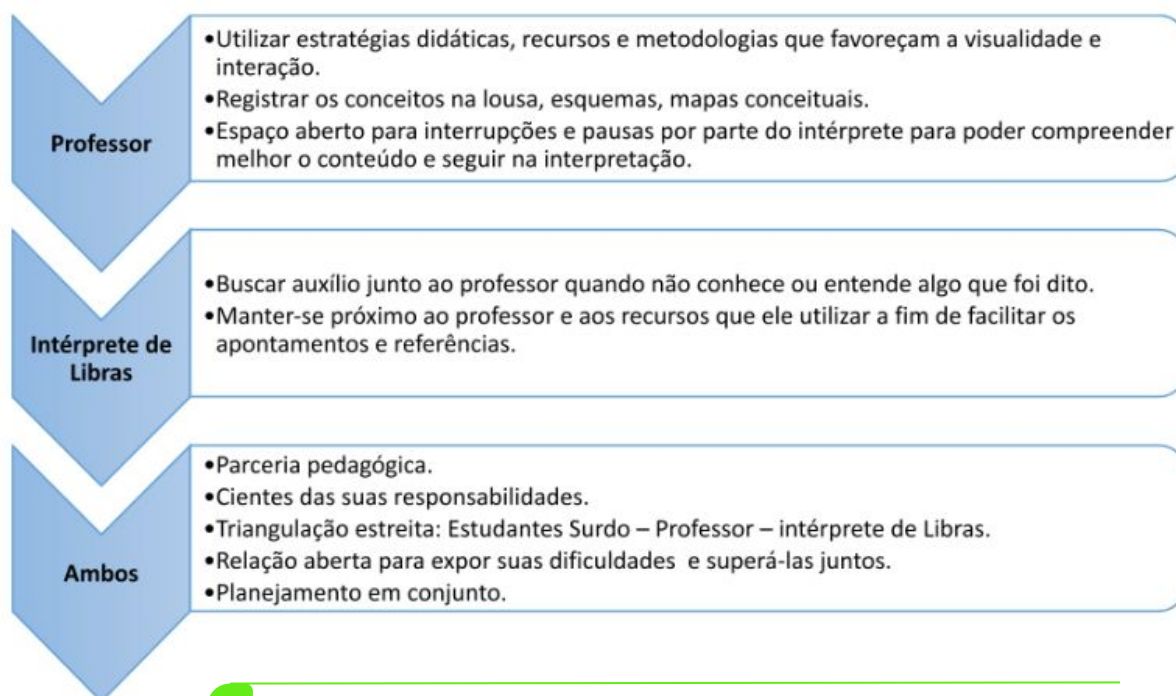 Professor
•Utilizar estratégias didáticas, recursos e metodologias que favoreçam a visualidade e
interação.
•Registrar os conceitos na lousa, esquemas, mapas conceituais.
•Espaço aberto para interrupções e pausas por parte do intérprete para poder compreender
melhor o conteúdo e seguir na interpretação.
Intérprete de
Libras
•Buscar auxílio junto ao professor quando não conhece ou entende algo que foi dito.
•Manter-se próximo ao professor e aos recursos que ele utilizar a fim de facilitar os
apontamentos e referências.
Ambos
•Parceria pedagógica.
•Cientes das suas responsabilidades.
•Triangulação estreita: Estudantes Surdo – Professor – intérprete de Libras.
•Relação aberta para expor suas dificuldades e superá-las juntos.
•Planejamento em conjunto.